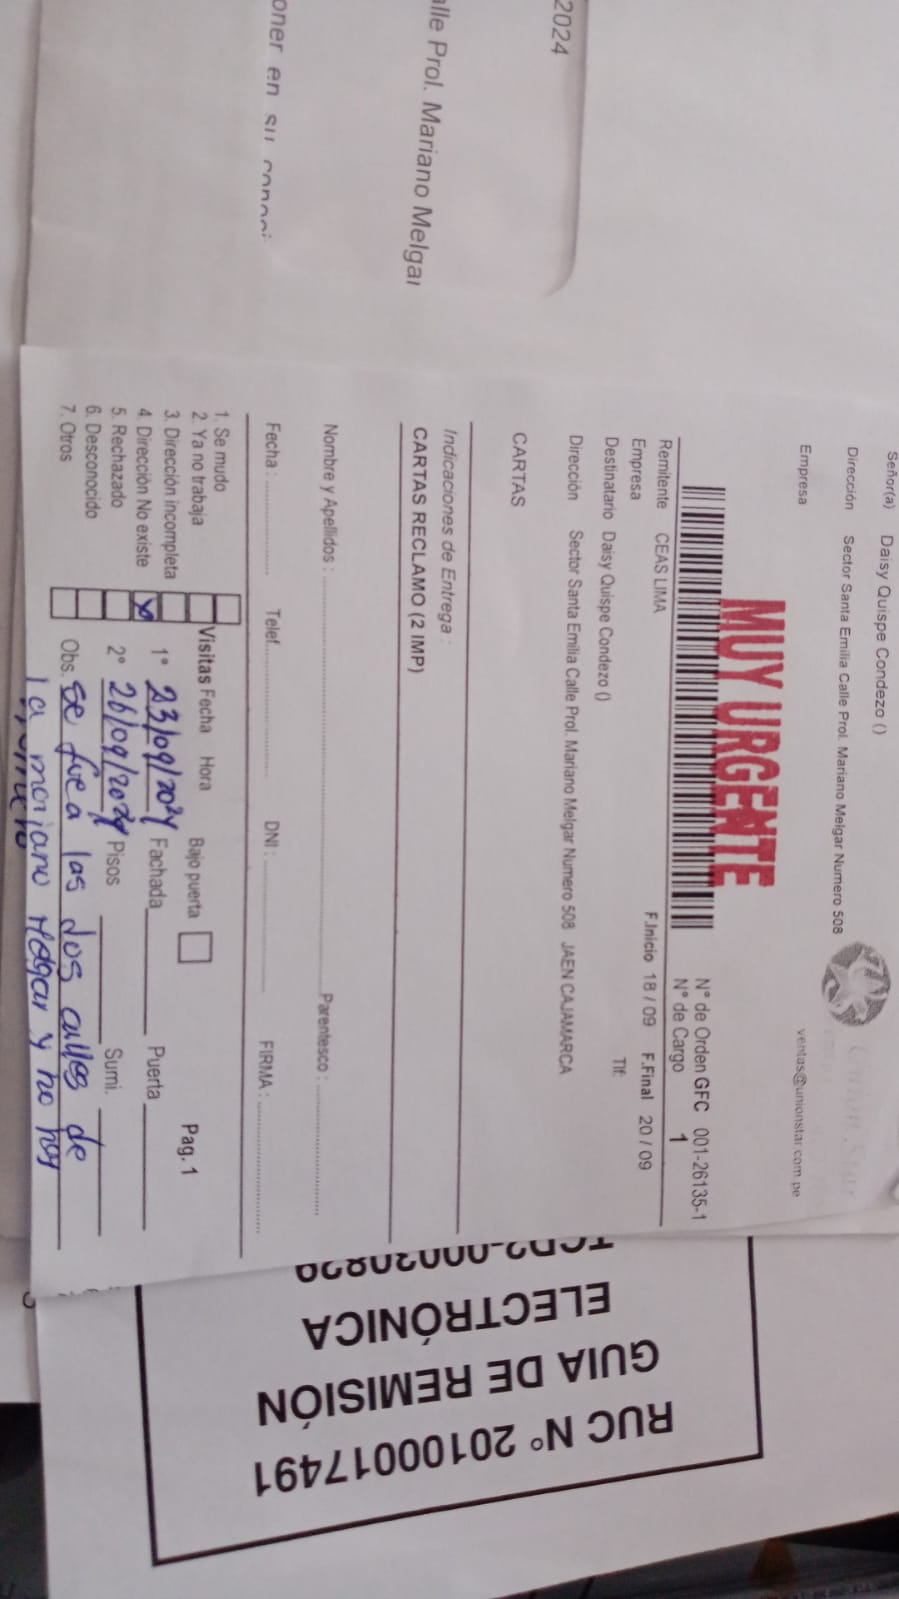 2024
alle Prol. Mariano Melgar
oner en su
Señor(a) Daisy Quispe Condezo ()
Dirección Sector Santa Emilia Calle Prol. Mariano Melgar Numero 508
Empresa
Union Star
ventas@unionstar.com.pe
MUY URGENTE
N° de Orden GFC 001-26135-1
N° de Cargo 1
Remitente CEAS LIMA F.Inicio 18 / 09 F.Final 20 / 09
Empresa
Destinatario Daisy Quispe Condezo () Tlf:
Dirección Sector Santa Emilia Calle Prol. Mariano Melgar Numero 508 JAEN CAJAMARCA
CARTAS
Indicaciones de Entrega :
CARTAS RECLAMO (2 IMP)
Nombre y Apellidos : Parentesco :
Fecha : Telef. DNI : FIRMA :
1. Se mudo
2. Ya no trabaja
3. Dirección incompleta
4. Dirección No existe
5. Rechazado
6. Desconocido
7. Otros
Visitas Fecha Hora Bajo puerta Pag. 1
1° 23/09/2024 Fachada Puerta
2° 26/09/2024 Pisos Sumi.
Obs. se fue a las dos calles de
la mariano Melgar y no hay
numero
RUC N° 20100017491
GUIA DE REMISIÓN
ELECTRÓNICA